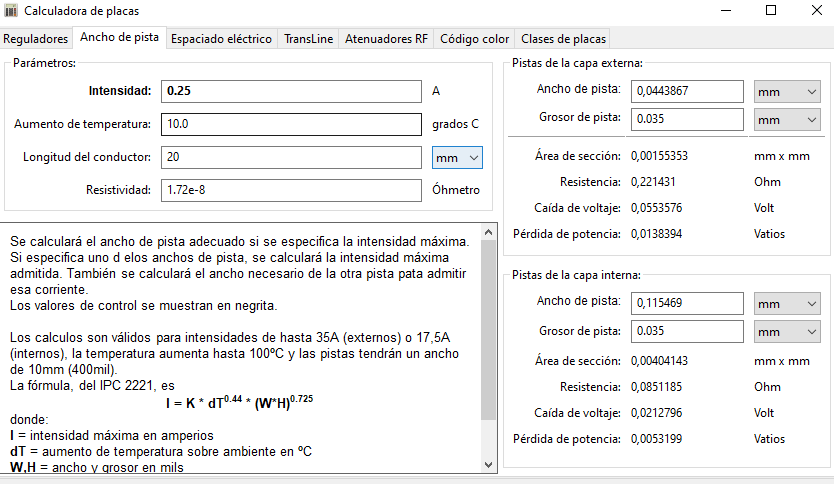 Calculadora de placas
Reguladores Ancho de pista Espaciado eléctrico TransLine Atenuadores RF Código color Clases de placas
Parámetros:
Intensidad: 0.25 A
Aumento de temperatura: 10.0 grados C
Longitud del conductor: 20 mm
Resistividad: 1.72e-8 Óhmetro
Se calculará el ancho de pista adecuado si se especifica la intensidad máxima.
Si especifica uno d elos anchos de pista, se calculará la intensidad máxima
admitida. También se calculará el ancho necesario de la otra pista pata admitir
esa corriente.
Los valores de control se muestran en negrita.
Los calculos son válidos para intensidades de hasta 35A (externos) o 17,5A
(internos), la temperatura aumenta hasta 100ºC y las pistas tendrán un ancho
de 10mm (400mil).
La fórmula, del IPC 2221, es
I = K * dT0.44 * (W*H)0.725
donde:
I = intensidad máxima en amperios
dT = aumento de temperatura sobre ambiente en ºC
W,H = ancho y grosor en mils
Pistas de la capa externa:
Ancho de pista: 0,0443867 mm
Grosor de pista: 0.035 mm
Área de sección: 0,00155353 mm x mm
Resistencia: 0,221431 Ohm
Caída de voltaje: 0,0553576 Volt
Pérdida de potencia: 0,0138394 Vatios
Pistas de la capa interna:
Ancho de pista: 0,115469 mm
Grosor de pista: 0.035 mm
Área de sección: 0,00404143 mm x mm
Resistencia: 0,0851185 Ohm
Caída de voltaje: 0,0212796 Volt
Pérdida de potencia: 0,0053199 Vatios